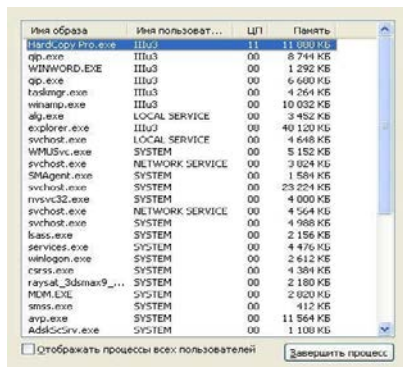 Имя образа Имя пользоват... ЦП Память
HardCopy Pro.exe IIIu3 11 11 000 КБ
qip.exe IIIu3 00 8 744 КБ
WINWORD.EXE IIIu3 00 1 292 КБ
qip.exe IIIu3 00 6 680 КБ
taskmgr.exe IIIu3 00 4 264 КБ
winamp.exe IIIu3 00 10 032 КБ
alg.exe LOCAL SERVICE 00 3 452 КБ
explorer.exe IIIu3 00 40 120 КБ
svchost.exe LOCAL SERVICE 00 4 648 КБ
WMUSvc.exe SYSTEM 00 5 152 КБ
svchost.exe NETWORK SERVICE 00 3 824 КБ
SMAgent.exe SYSTEM 00 1 584 КБ
svchost.exe SYSTEM 00 23 224 КБ
nvsvc32.exe SYSTEM 00 4 000 КБ
svchost.exe NETWORK SERVICE 00 4 564 КБ
svchost.exe SYSTEM 00 4 988 КБ
lsass.exe SYSTEM 00 2 156 КБ
services.exe SYSTEM 00 4 476 КБ
winlogon.exe SYSTEM 00 2 612 КБ
csrss.exe SYSTEM 00 4 384 КБ
raysat_3dsmax9_... SYSTEM 00 2 180 КБ
MDM.EXE SYSTEM 00 2 820 КБ
smss.exe SYSTEM 00 412 КБ
avp.exe SYSTEM 00 11 564 КБ
AdskScSrv.exe SYSTEM 00 1 108 КБ
Отображать процессы всех пользователей Завершить процесс